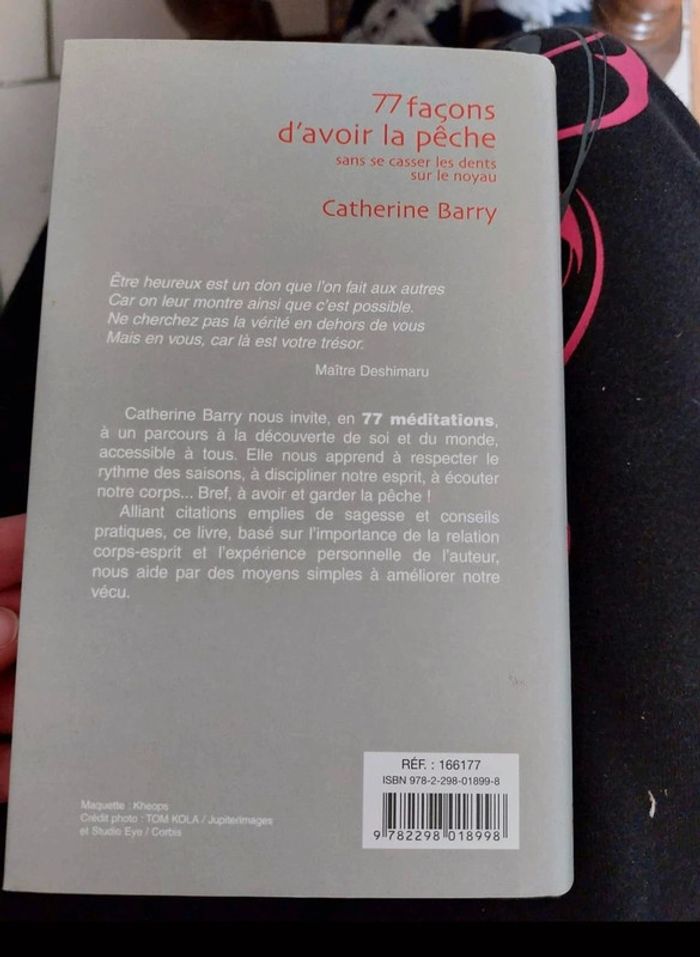 77 façons
d'avoir la pêche
sans se casser les dents
sur le noyau
Catherine Barry
Être heureux est un don que l'on fait aux autres
Car on leur montre ainsi que c'est possible.
Ne cherchez pas la vérité en dehors de vous
Mais en vous, car là est votre trésor.
Maître Deshimaru
Catherine Barry nous invite, en 77 méditations,
à un parcours à la découverte de soi et du monde,
accessible à tous. Elle nous apprend à respecter le
rythme des saisons, à discipliner notre esprit, à écouter
notre corps... Bref, à avoir et garder la pêche !
Alliant citations emplies de sagesse et conseils
pratiques, ce livre, basé sur l'importance de la relation
corps-esprit et l'expérience personnelle de l'auteur,
nous aide par des moyens simples à améliorer notre
vécu.
RÉF. : 166177
ISBN 978-2-298-01899-8
9 782298 018998
Maquette : Kheops
Crédit photo : TOM KOLA / Jupiterimages
et Studio Eye / Corbis